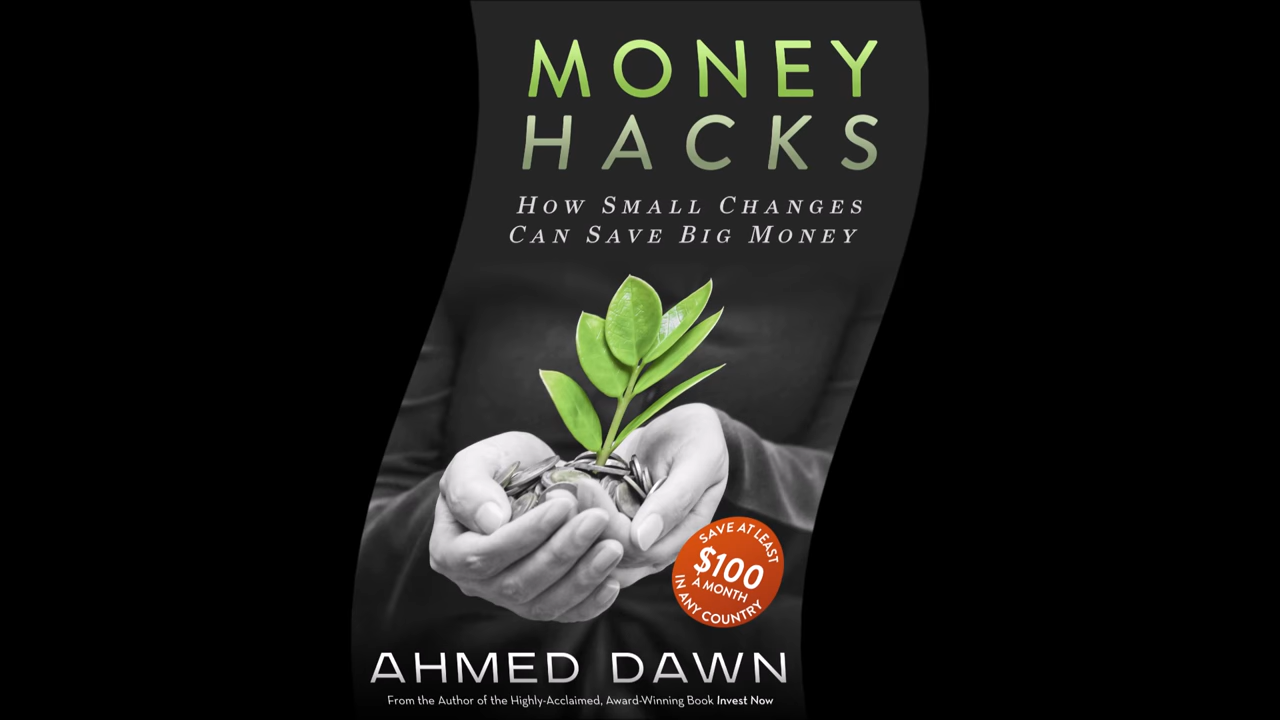 MONEY
HACKS
HOW SMALL CHANGES
CAN SAVE BIG MONEY
SAVE AT LEAST
$100
A MONTH
IN ANY COUNTRY
AHMED DAWN
From the Author of the Highly-Acclaimed, Award-Winning Book Invest Now